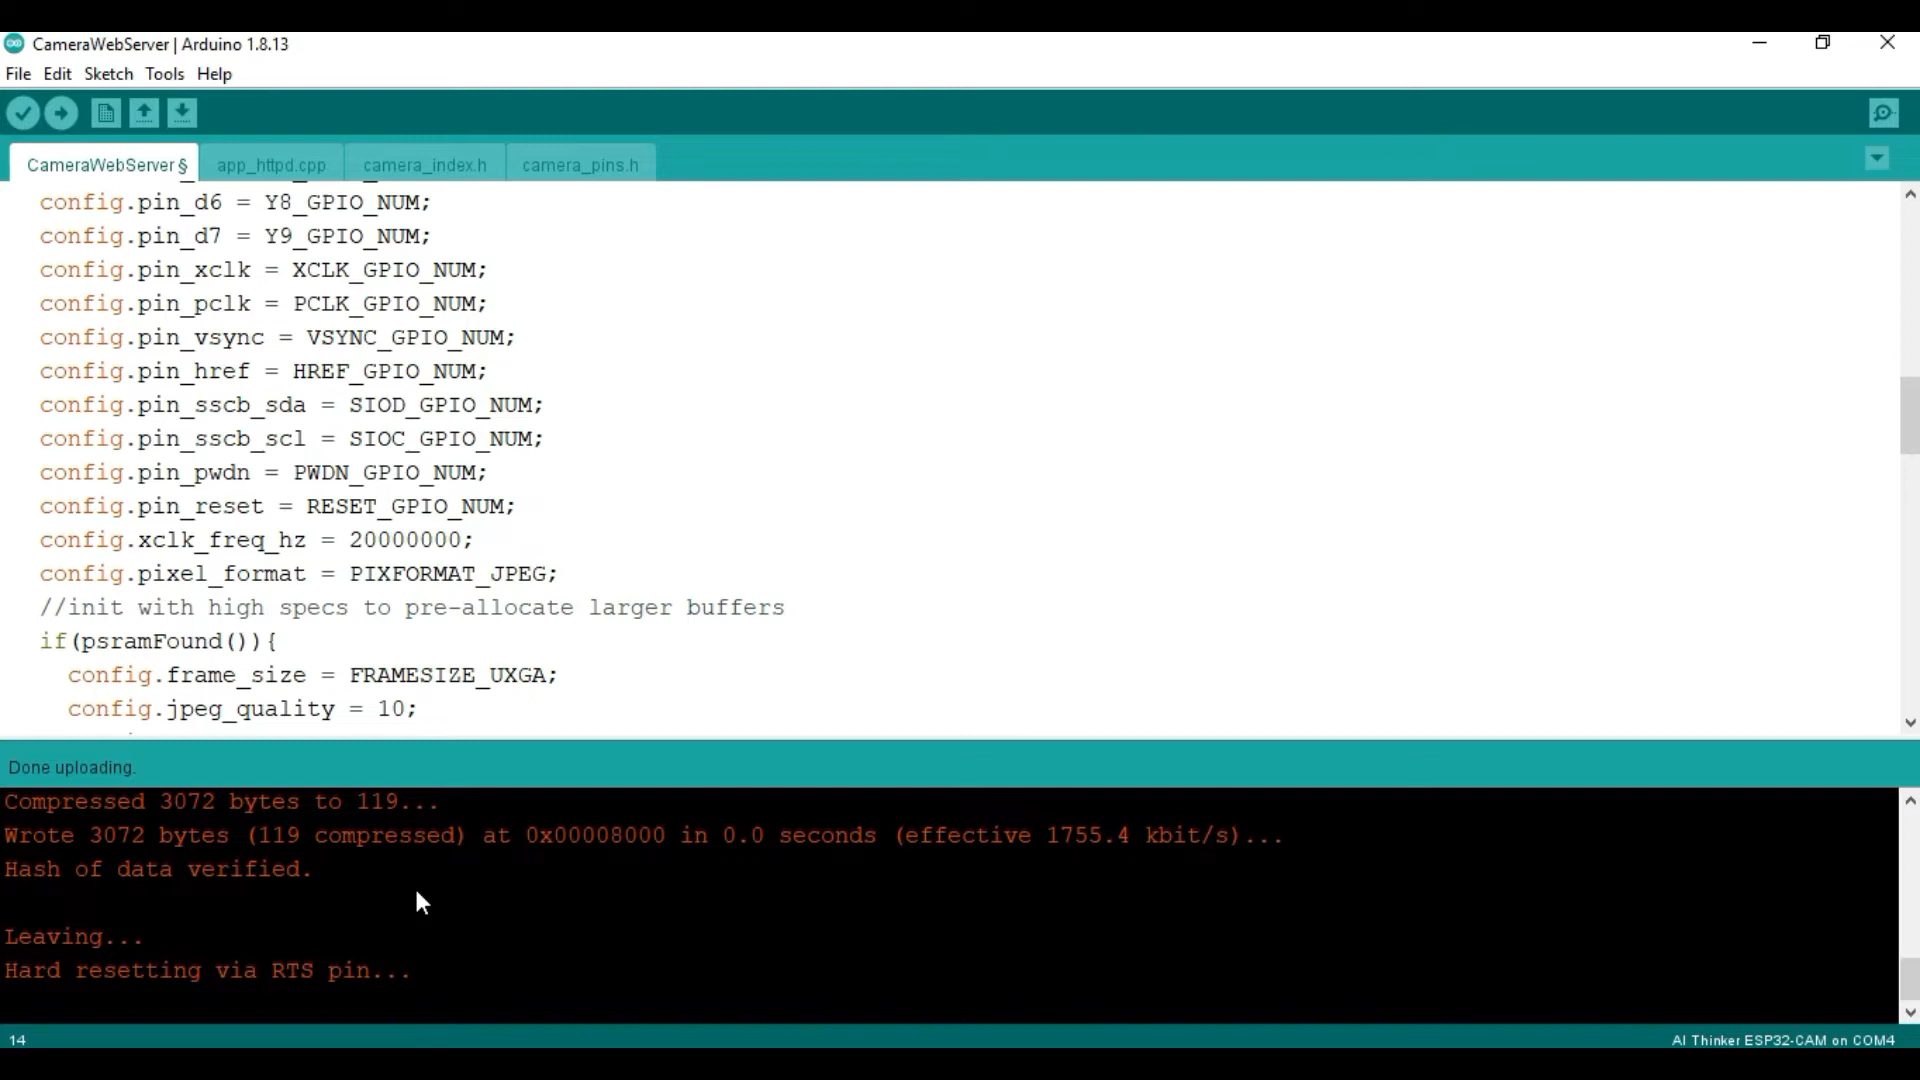 CameraWebServer | Arduino 1.8.13
File Edit Sketch Tools Help
CameraWebServer § app_httpd.cpp camera_index.h camera_pins.h
config.pin_d6 = Y8_GPIO_NUM;
config.pin_d7 = Y9_GPIO_NUM;
config.pin_xclk = XCLK_GPIO_NUM;
config.pin_pclk = PCLK_GPIO_NUM;
config.pin_vsync = VSYNC_GPIO_NUM;
config.pin_href = HREF_GPIO_NUM;
config.pin_sscb_sda = SIOD_GPIO_NUM;
config.pin_sscb_scl = SIOC_GPIO_NUM;
config.pin_pwdn = PWDN_GPIO_NUM;
config.pin_reset = RESET_GPIO_NUM;
config.xclk_freq_hz = 20000000;
config.pixel_format = PIXFORMAT_JPEG;
//init with high specs to pre-allocate larger buffers
if(psramFound()){
config.frame_size = FRAMESIZE_UXGA;
config.jpeg_quality = 10;
Done uploading.
Compressed 3072 bytes to 119...
Wrote 3072 bytes (119 compressed) at 0x00008000 in 0.0 seconds (effective 1755.4 kbit/s)...
Hash of data verified.
Leaving...
Hard resetting via RTS pin...
14 AI Thinker ESP32-CAM on COM4